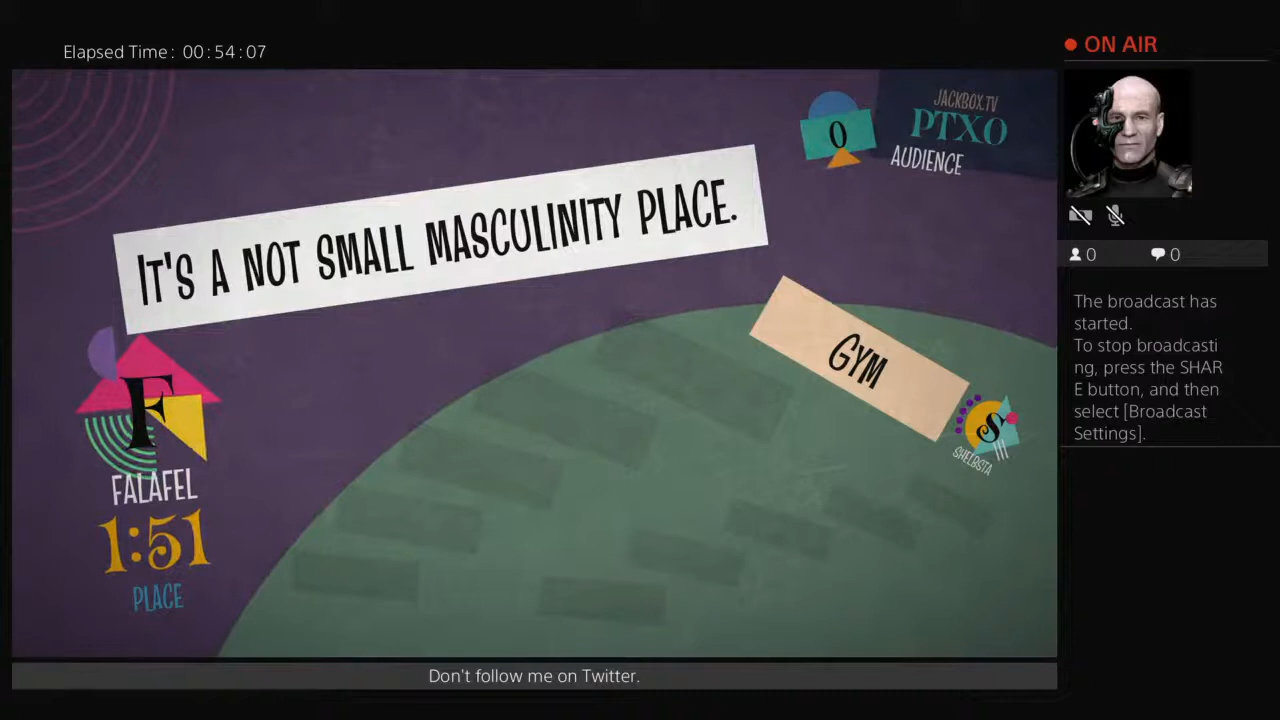 Elapsed Time: 00:54:07
ON AIR
JACKBOX.TV
PTXO
0
AUDIENCE
IT'S A NOT SMALL MASCULINITY PLACE.
0
0
GYM
S
SHELBSTA
F
FALAFEL
1:51
PLACE
The broadcast has
started.
To stop broadcasti
ng, press the SHAR
E button, and then
select [Broadcast
Settings].
Don't follow me on Twitter.